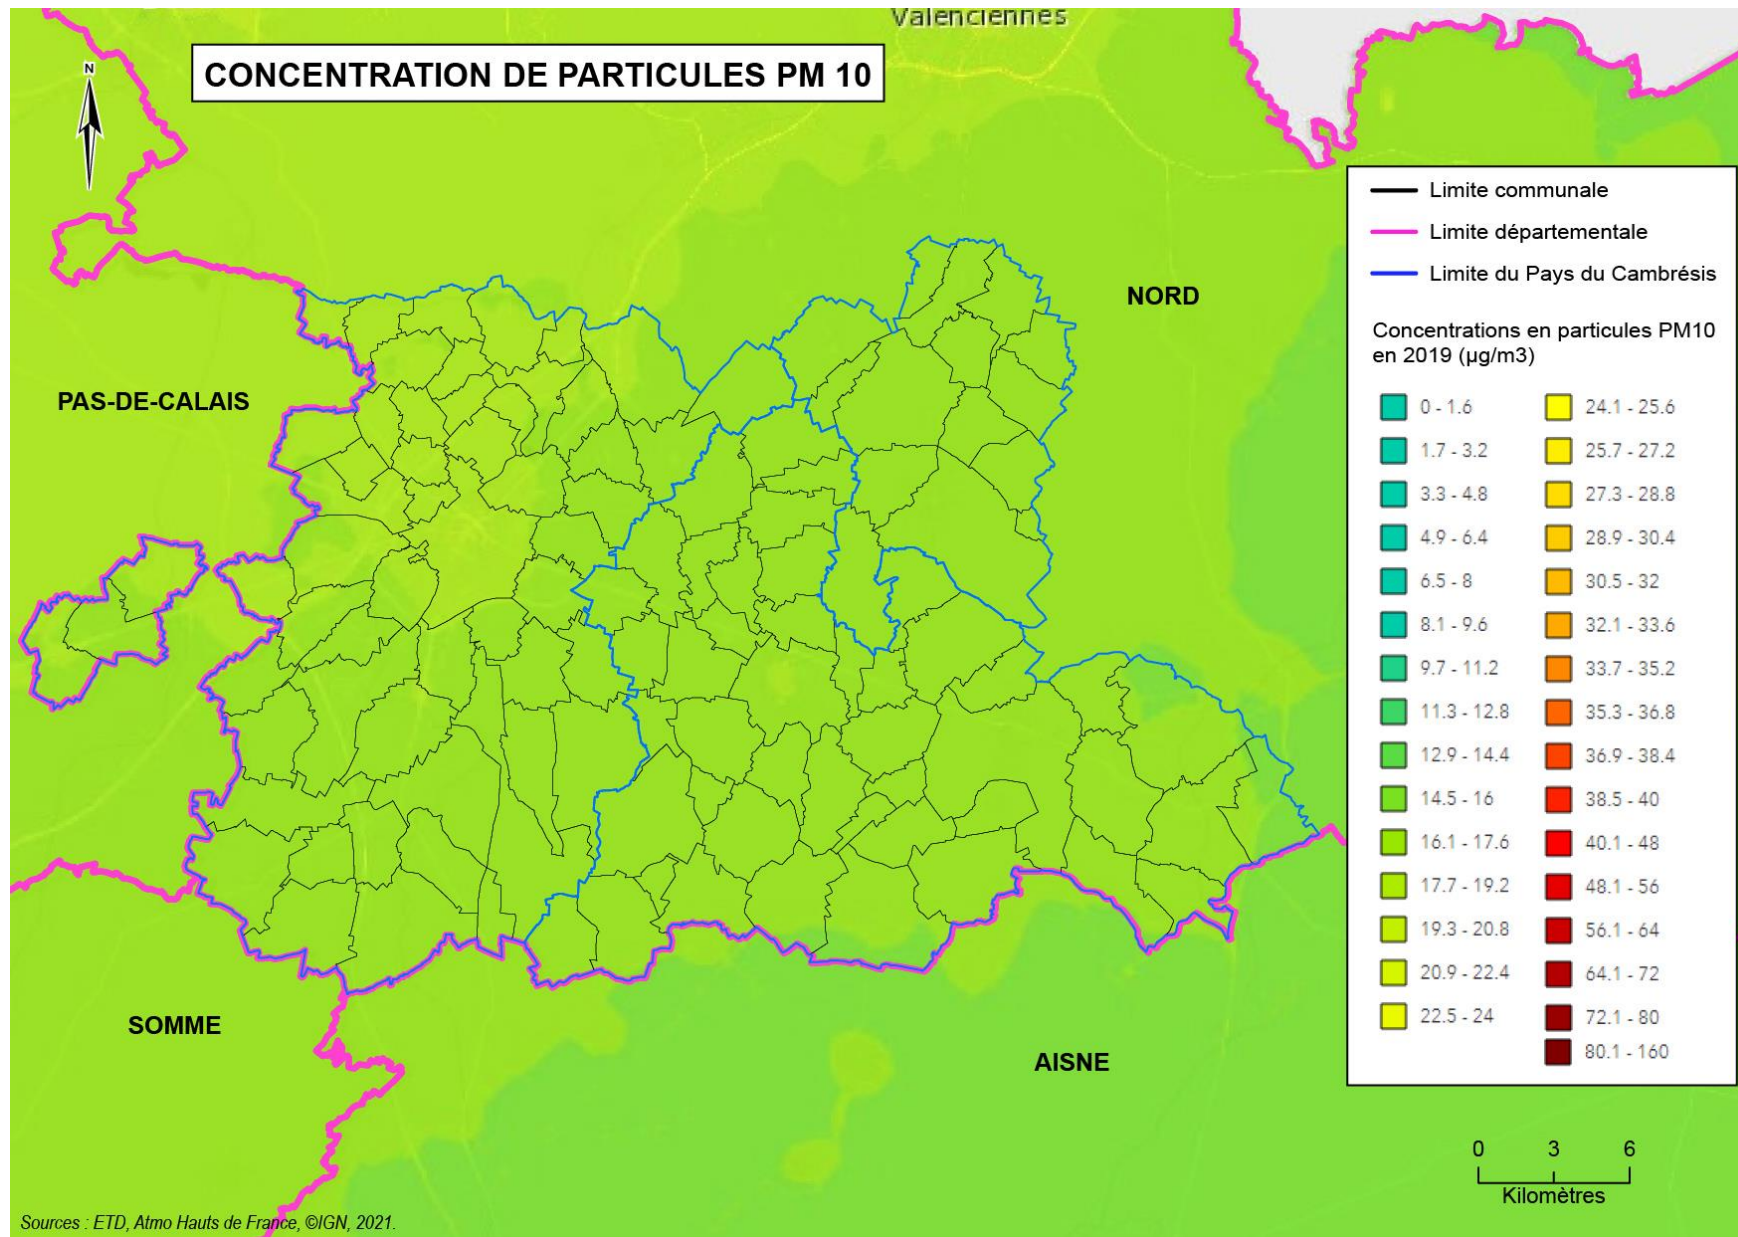 Valenciennes
CONCENTRATION DE PARTICULES PM 10
N
Limite communale
Limite départementale
Limite du Pays du Cambrésis
NORD
PAS-DE-CALAIS
Concentrations en particules PM10
en 2019 (µg/m3)
0 - 1.6
1.7 - 3.2
3.3 - 4.8
4.9 - 6.4
6.5 - 8
8.1 - 9.6
9.7 - 11.2
11.3 - 12.8
12.9 - 14.4
14.5 - 16
16.1 - 17.6
17.7 - 19.2
19.3 - 20.8
20.9 - 22.4
22.5 - 24
24.1 - 25.6
25.7 - 27.2
27.3 - 28.8
28.9 - 30.4
30.5 - 32
32.1 - 33.6
33.7 - 35.2
35.3 - 36.8
36.9 - 38.4
38.5 - 40
40.1 - 48
48.1 - 56
56.1 - 64
64.1 - 72
72.1 - 80
80.1 - 160
SOMME
AISNE
0 3 6
Kilomètres
Sources : ETD, Atmo Hauts de France, ©IGN, 2021.